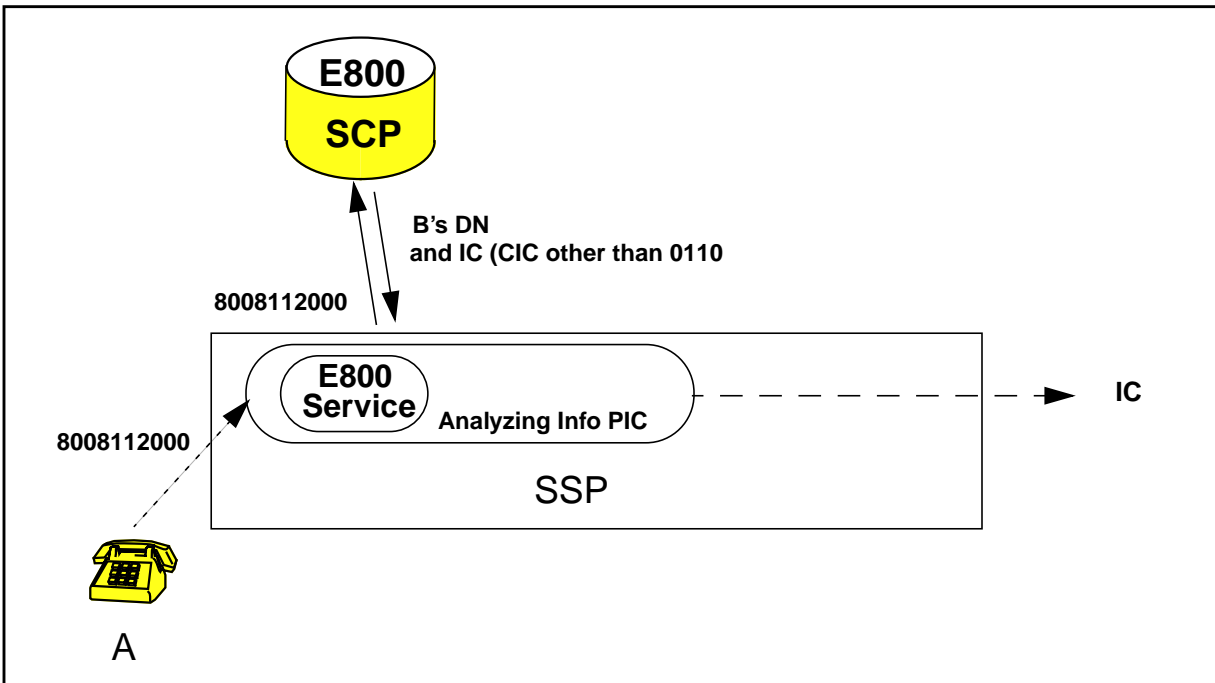 E800
SCP
B's DN
and IC (CIC other than 0110
8008112000
E800
Service
Analyzing Info PIC
IC
8008112000
SSP
A